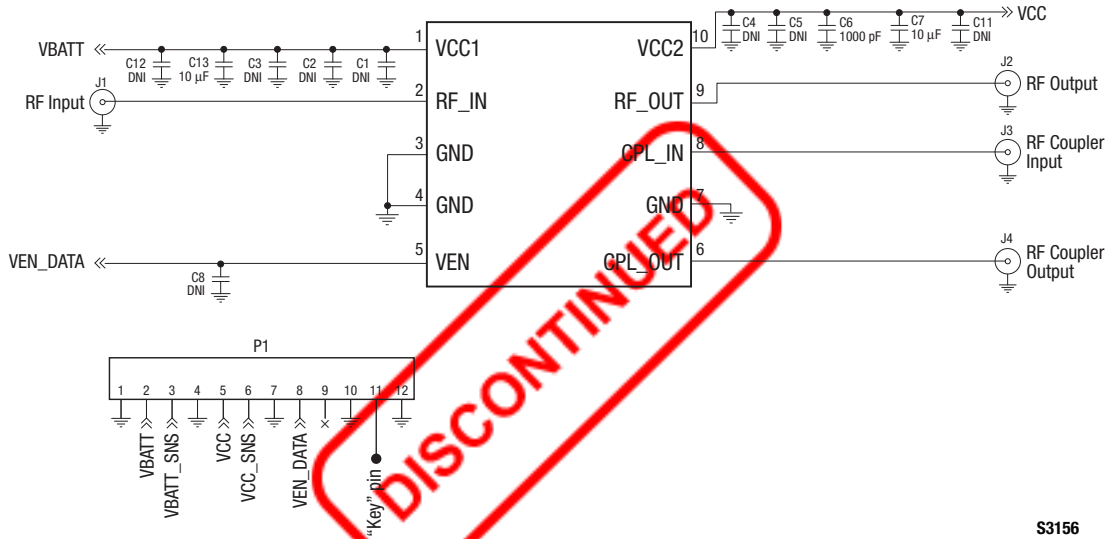 VCC
C4
DNI
C5
DNI
C6
1000 pF
C7
10 µF
C11
DNI
VBATT
1
VCC1
VCC2
10
C12
DNI
C13
10 µF
C3
DNI
C2
DNI
C1
DNI
J1
RF Input
2
RF_IN
RF_OUT
9
J2
RF Output
3
GND
CPL_IN
8
J3
RF Coupler
Input
4
GND
GND
7
VEN_DATA
5
VEN
CPL_OUT
6
J4
RF Coupler
Output
C8
DNI
DISCONTINUED
P1
1 2 3 4 5 6 7 8 9 10 11 12
VBATT
VBATT_SNS
VCC
VCC_SNS
VEN_DATA
"Key" pin
S3156